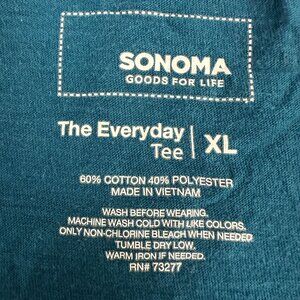 SONOMA
GOODS FOR LIFE
The Everyday
Tee | XL
60% COTTON 40% POLYESTER
MADE IN VIETNAM
WASH BEFORE WEARING.
MACHINE WASH COLD WITH LIKE COLORS.
ONLY NON-CHLORINE BLEACH WHEN NEEDED
TUMBLE DRY LOW.
WARM IRON IF NEEDED.
RN# 73277